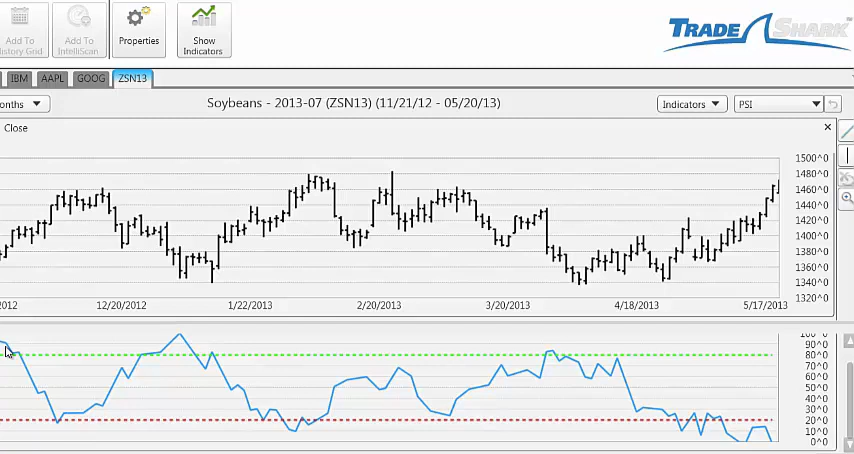 Add To
istory Grid
Add To
IntelliScan
Properties
Show
Indicators
TRADE SHARK
IBM
AAPL
GOOG
ZSN13
onths
Soybeans - 2013-07 (ZSN13) (11/21/12 - 05/20/13)
Indicators
PSI
Close
1500^0
1480^0
1460^0
1440^0
1420^0
1400^0
1380^0
1360^0
1340^0
1320^0
2012
12/20/2012
1/22/2013
2/20/2013
3/20/2013
4/18/2013
5/17/2013
100^0
90^0
80^0
70^0
60^0
50^0
40^0
30^0
20^0
10^0
0^0